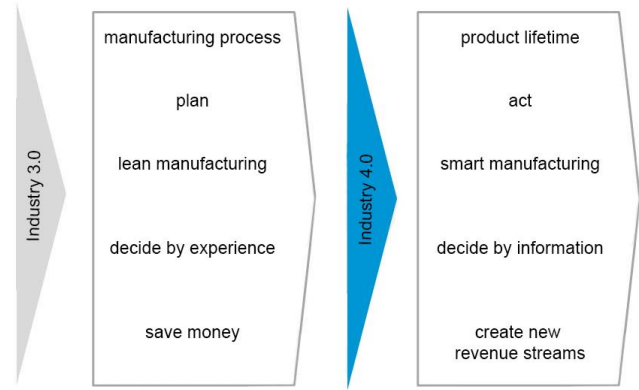 Industry 3.0
manufacturing process
plan
lean manufacturing
decide by experience
save money
Industry 4.0
product lifetime
act
smart manufacturing
decide by information
create new
revenue streams